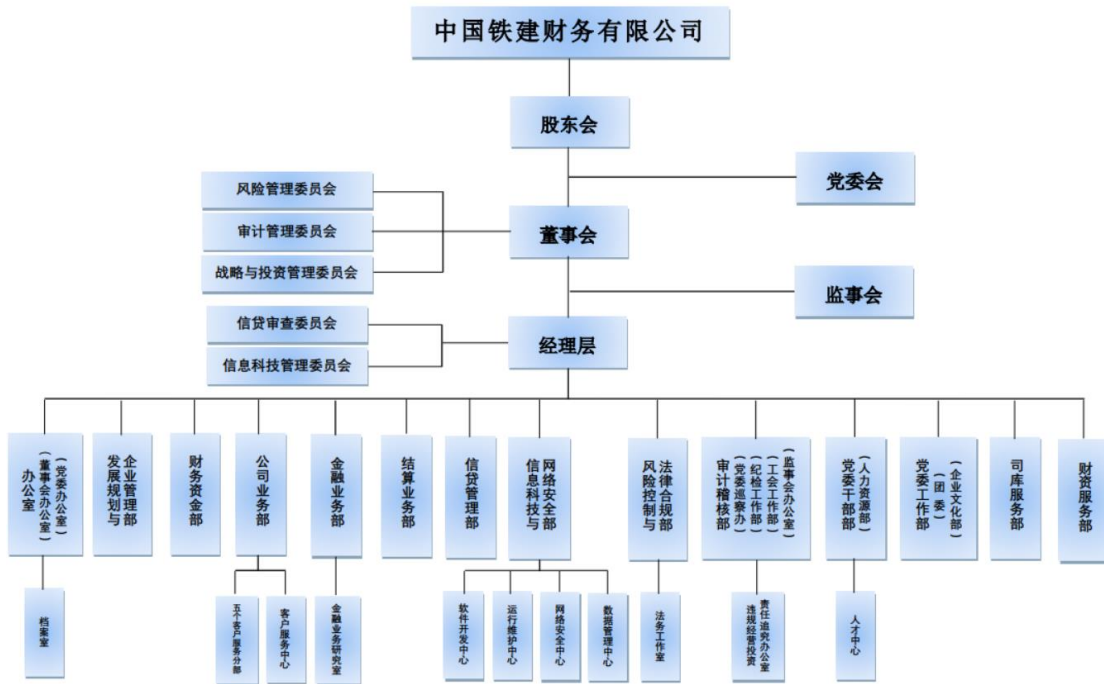 中国铁建财务有限公司
股东会
党委会
风险管理委员会
审计管理委员会
战略与投资管理委员会
董事会
监事会
信贷审查委员会
信息科技管理委员会
经理层
办公室
（董事会办公室）
（党委办公室）
发展规划与
企业管理部
财务资金部
公司业务部
金融业务部
结算业务部
信贷管理部
信息科技与
网络安全部
风险控制与
法律合规部
审计稽核部
（党委巡察办）
（纪检工作部）
（工会工作部）
（监事会办公室）
党委干部部
（人力资源部）
党委工作部
（团 委）
（企业文化部）
司库服务部
财资服务部
档案室
五个客户服务分部
客户服务中心
金融业务研究室
软件开发中心
运行维护中心
网络安全中心
数据管理中心
法务工作室
违规经营投资
责任追究办公室
人才中心